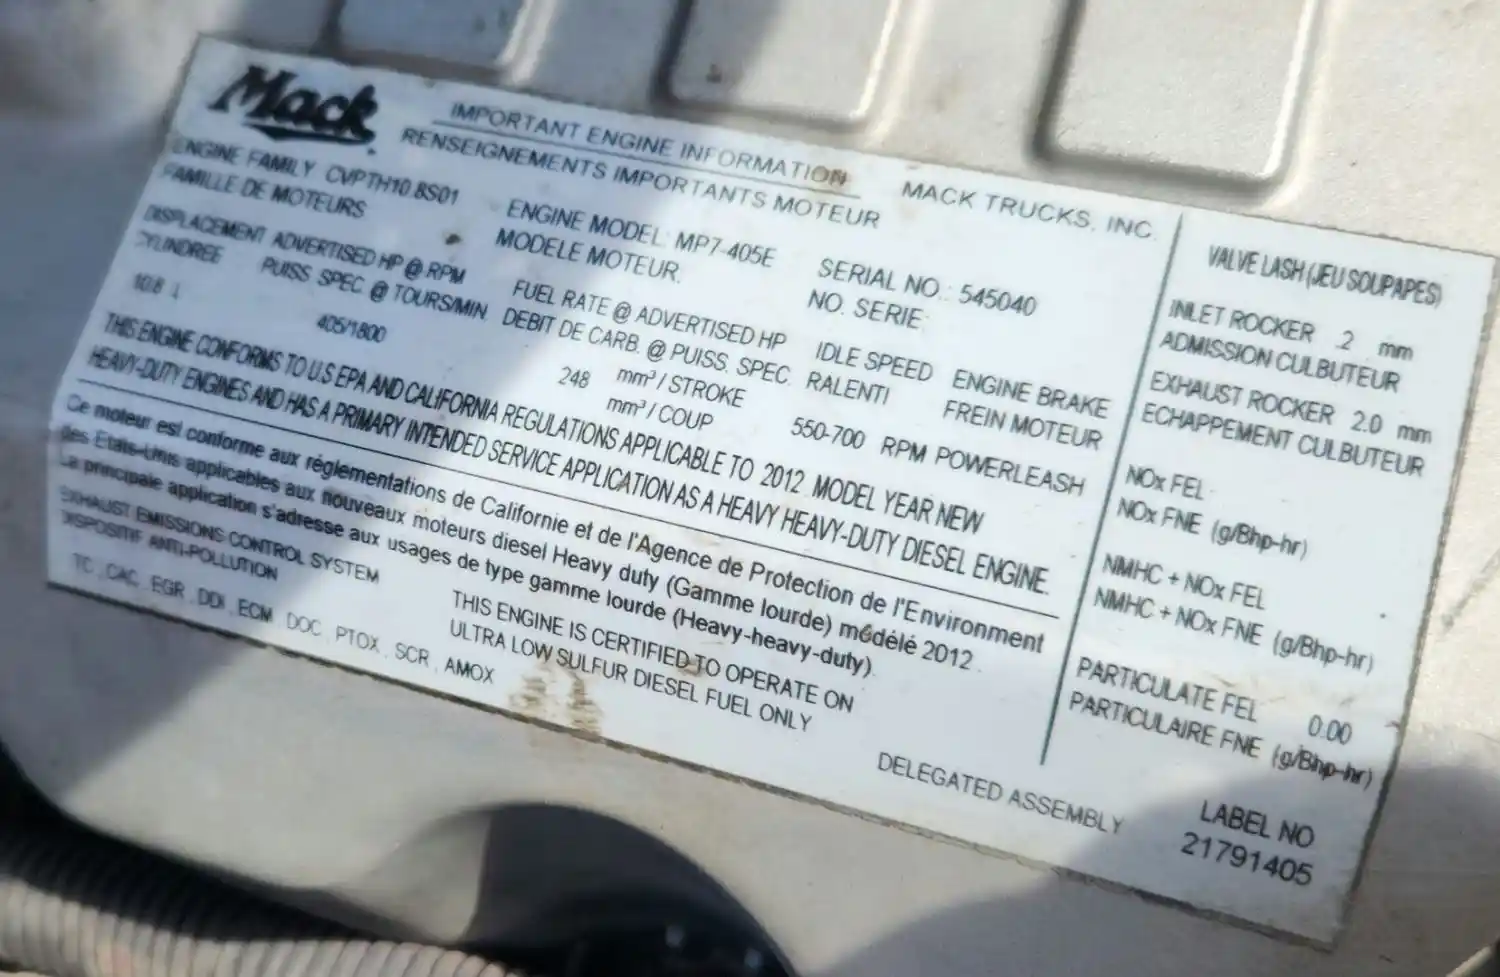 Mack
IMPORTANT ENGINE INFORMATION
RENSEIGNEMENTS IMPORTANTS MOTEUR
MACK TRUCKS, INC.
ENGINE FAMILY CVPTH10.8S01
FAMILLE DE MOTEURS
ENGINE MODEL: MP7-405E
MODELE MOTEUR:
SERIAL NO.: 545040
NO. SERIE:
DISPLACEMENT
CYLINDREE
10.8 L
ADVERTISED HP @ RPM
PUISS SPEC @ TOURS/MIN
405/1800
FUEL RATE @ ADVERTISED HP
DEBIT DE CARB. @ PUISS. SPEC.
248 mm³ / STROKE
mm³ / COUP
IDLE SPEED
RALENTI
550-700 RPM
ENGINE BRAKE
FREIN MOTEUR
POWERLEASH
THIS ENGINE CONFORMS TO U.S EPA AND CALIFORNIA REGULATIONS APPLICABLE TO 2012 MODEL YEAR NEW
HEAVY-DUTY ENGINES AND HAS A PRIMARY INTENDED SERVICE APPLICATION AS A HEAVY HEAVY-DUTY DIESEL ENGINE.
Ce moteur est conforme aux réglementations de Californie et de l'Agence de Protection de l'Environment
des Etats-Unis applicables aux nouveaux moteurs diesel Heavy duty (Gamme lourde) médélé 2012.
La principale application s'adresse aux usages de type gamme lourde (Heavy-heavy-duty).
EXHAUST EMISSIONS CONTROL SYSTEM
DISPOSITIF ANTI-POLLUTION
TC, CAC, EGR, DDI, ECM, DOC, PTOX, SCR, AMOX
THIS ENGINE IS CERTIFIED TO OPERATE ON
ULTRA LOW SULFUR DIESEL FUEL ONLY
DELEGATED ASSEMBLY
VALVE LASH (JEU SOUPAPES)
INLET ROCKER .2 mm
ADMISSION CULBUTEUR
EXHAUST ROCKER 2.0 mm
ECHAPPEMENT CULBUTEUR
NOx FEL
NOx FNE (g/Bhp-hr)
NMHC + NOx FEL
NMHC + NOx FNE (g/Bhp-hr)
PARTICULATE FEL 0.00
PARTICULAIRE FNE (g/Bhp-hr)
LABEL NO
21791405